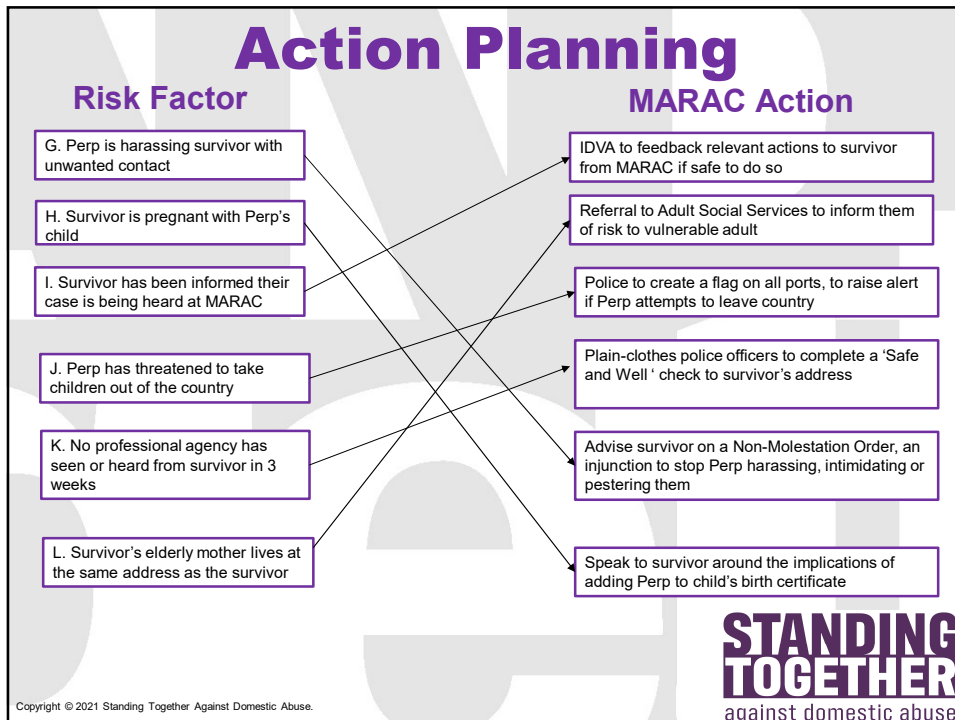 Action Planning
Risk Factor
MARAC Action
G. Perp is harassing survivor with
unwanted contact
H. Survivor is pregnant with Perp's
child
I. Survivor has been informed their
case is being heard at MARAC
J. Perp has threatened to take
children out of the country
K. No professional agency has
seen or heard from survivor in 3
weeks
L. Survivor's elderly mother lives at
the same address as the survivor
IDVA to feedback relevant actions to survivor
from MARAC if safe to do so
Referral to Adult Social Services to inform them
of risk to vulnerable adult
Police to create a flag on all ports, to raise alert
if Perp attempts to leave country
Plain-clothes police officers to complete a 'Safe
and Well ' check to survivor's address
Advise survivor on a Non-Molestation Order, an
injunction to stop Perp harassing, intimidating or
pestering them
Speak to survivor around the implications of
adding Perp to child's birth certificate
STANDING
TOGETHER
against domestic abuse
Copyright © 2021 Standing Together Against Domestic Abuse.